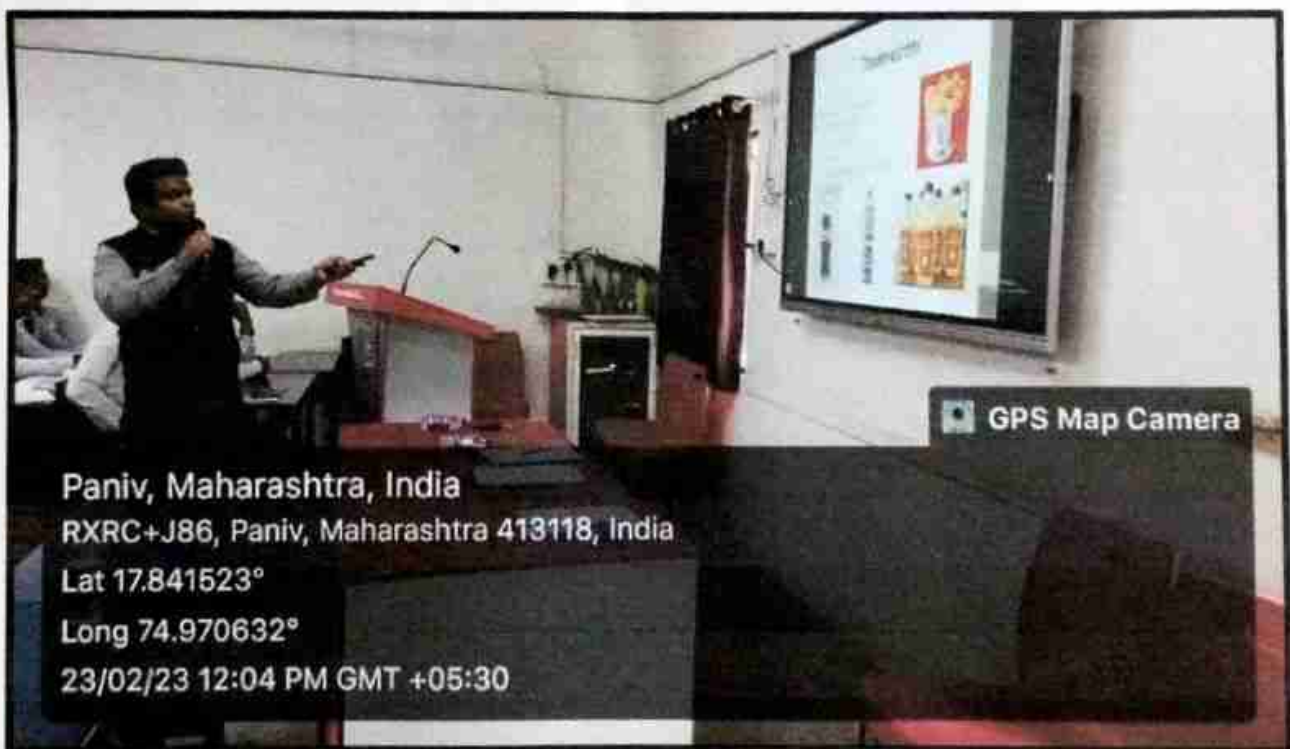 GPS Map Camera
Paniv, Maharashtra, India
RXRC+J86, Paniv, Maharashtra 413118, India
Lat 17.841523°
Long 74.970632°
23/02/23 12:04 PM GMT +05:30